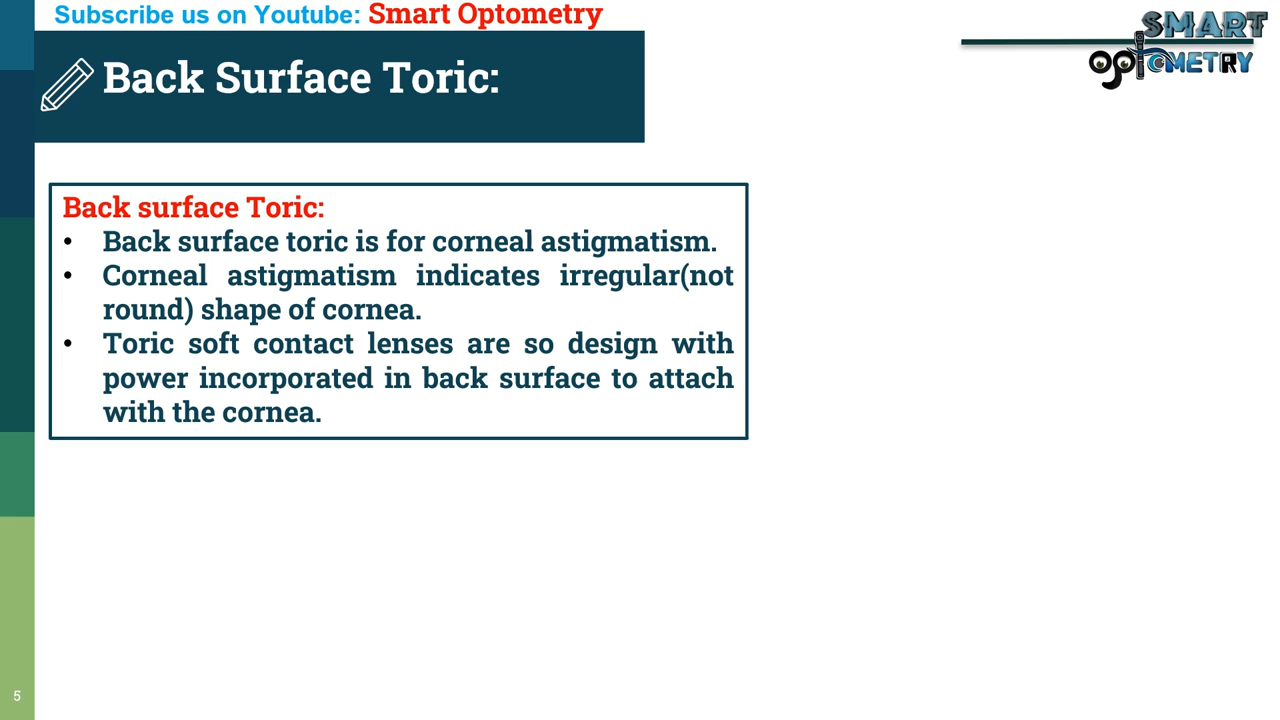 Subscribe us on Youtube: Smart Optometry
SMART
OptOMETRY
Back Surface Toric:
Back surface Toric:
• Back surface toric is for corneal astigmatism.
• Corneal astigmatism indicates irregular(not
round) shape of cornea.
• Toric soft contact lenses are so design with
power incorporated in back surface to attach
with the cornea.
5